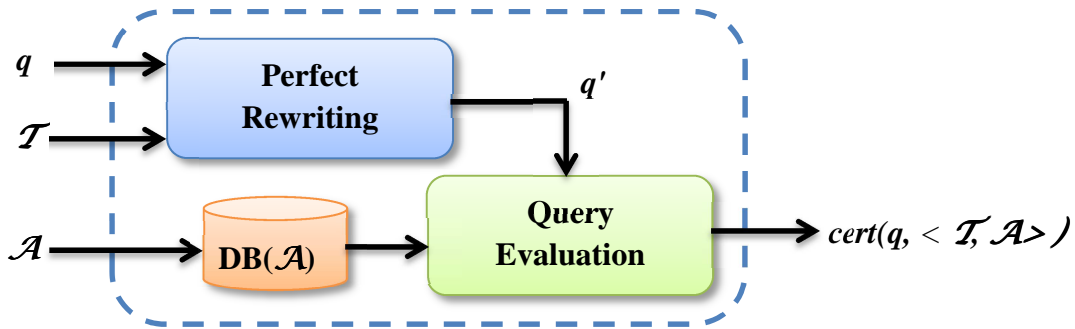 q
Perfect
Rewriting
q′
𝒯
Query
Evaluation
𝒜
DB(𝒜)
cert(q, < 𝒯, 𝒜> )